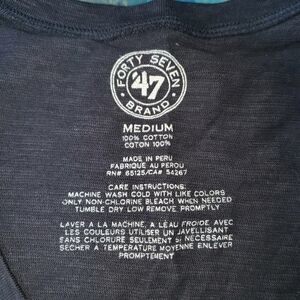 FORTY SEVEN
'47
BRAND
MEDIUM
100% COTTON
COTON 100%
MADE IN PERU
FABRIQUE AU PEROU
RN# 65125/CA# 54267
CARE INSTRUCTIONS:
MACHINE WASH COLD WITH LIKE COLORS
ONLY NON-CHLORINE BLEACH WHEN NEEDED
TUMBLE DRY LOW REMOVE PROMPTLY
LAVER A LA MACHINE, A LÉAU FROIDE AVEC
LES COULEURS UTILISER UN JAVELLISANT
SANS CHLORURE SEULEMENT SI NECESSAIRE
SECHER A TEMPERATURE MOYENNE ENLEVER
PROMPTEMENT